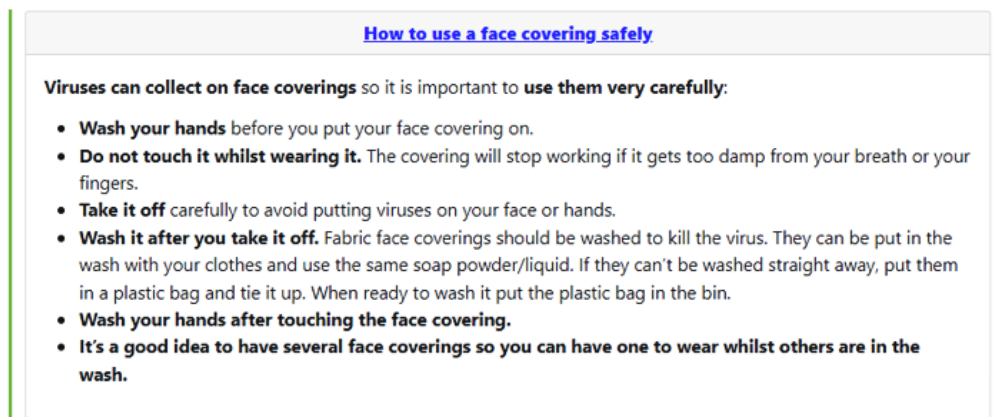 How to use a face covering safely
Viruses can collect on face coverings so it is important to use them very carefully:
• Wash your hands before you put your face covering on.
• Do not touch it whilst wearing it. The covering will stop working if it gets too damp from your breath or your
fingers.
• Take it off carefully to avoid putting viruses on your face or hands.
• Wash it after you take it off. Fabric face coverings should be washed to kill the virus. They can be put in the
wash with your clothes and use the same soap powder/liquid. If they can't be washed straight away, put them
in a plastic bag and tie it up. When ready to wash it put the plastic bag in the bin.
• Wash your hands after touching the face covering.
• It's a good idea to have several face coverings so you can have one to wear whilst others are in the
wash.